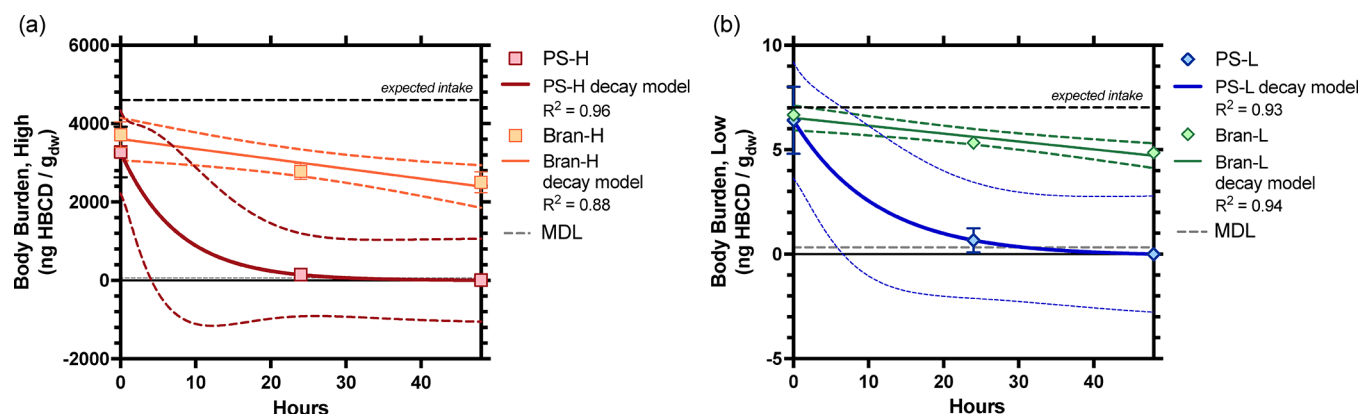 (a)
6000
4000
2000
0
-2000
Body Burden, High
(ng HBCD / gdw)
expected intake
0
10
20
30
40
Hours
PS-H
PS-H decay model
R2 = 0.96
Bran-H
Bran-H
decay model
R2 = 0.88
MDL
(b)
10
5
0
-5
Body Burden, Low
(ng HBCD / gdw)
expected intake
0
10
20
30
40
Hours
PS-L
PS-L decay model
R2 = 0.93
Bran-L
Bran-L
decay model
R2 = 0.94
MDL